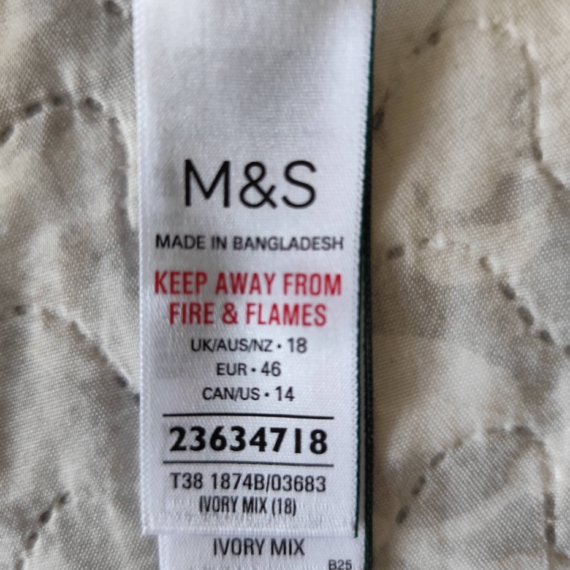 M&S
MADE IN BANGLADESH
KEEP AWAY FROM
FIRE & FLAMES
UK/AUS/NZ • 18
EUR • 46
CAN/US • 14
23634718
T38 1874B/03683
IVORY MIX (18)
IVORY MIX
B25